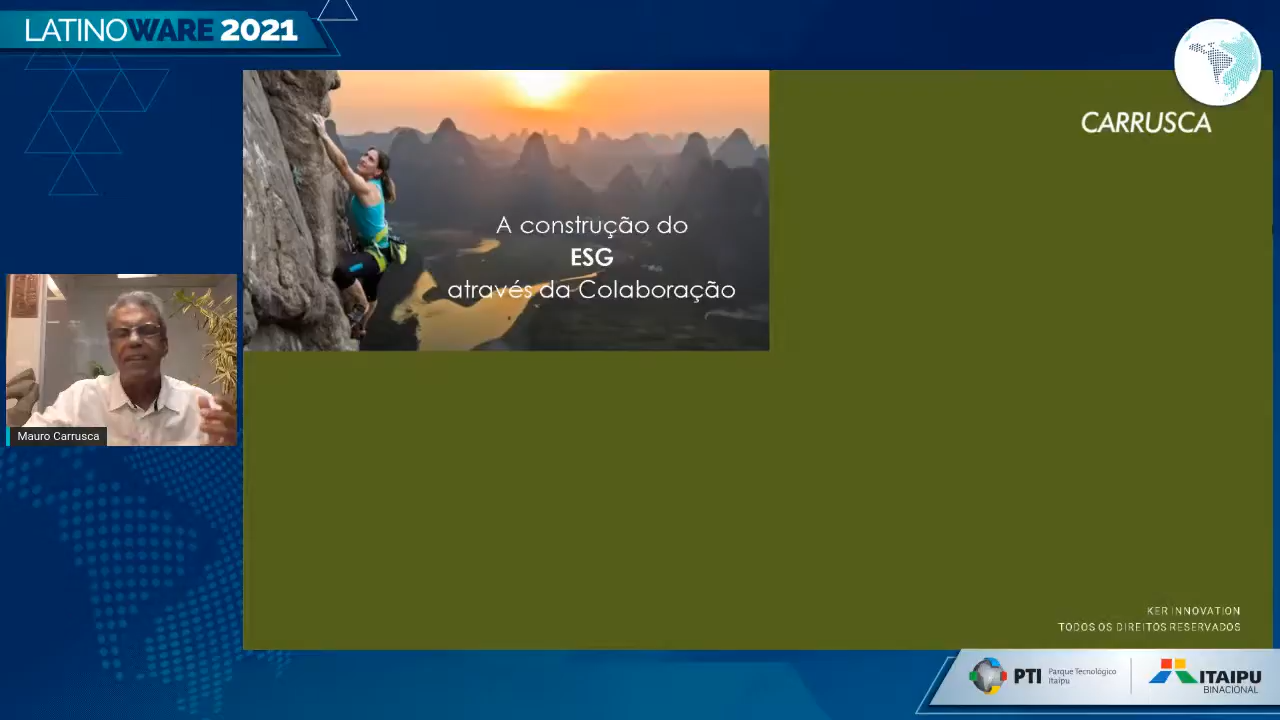 LATINOWARE 2021
CARRUSCA
A construção do
ESG
através da Colaboração
Mauro Carrusca
KER INNOVATION
TODOS OS DIREITOS RESERVADOS
PTI Parque Tecnológico
Itaipu
ITAIPU
BINACIONAL